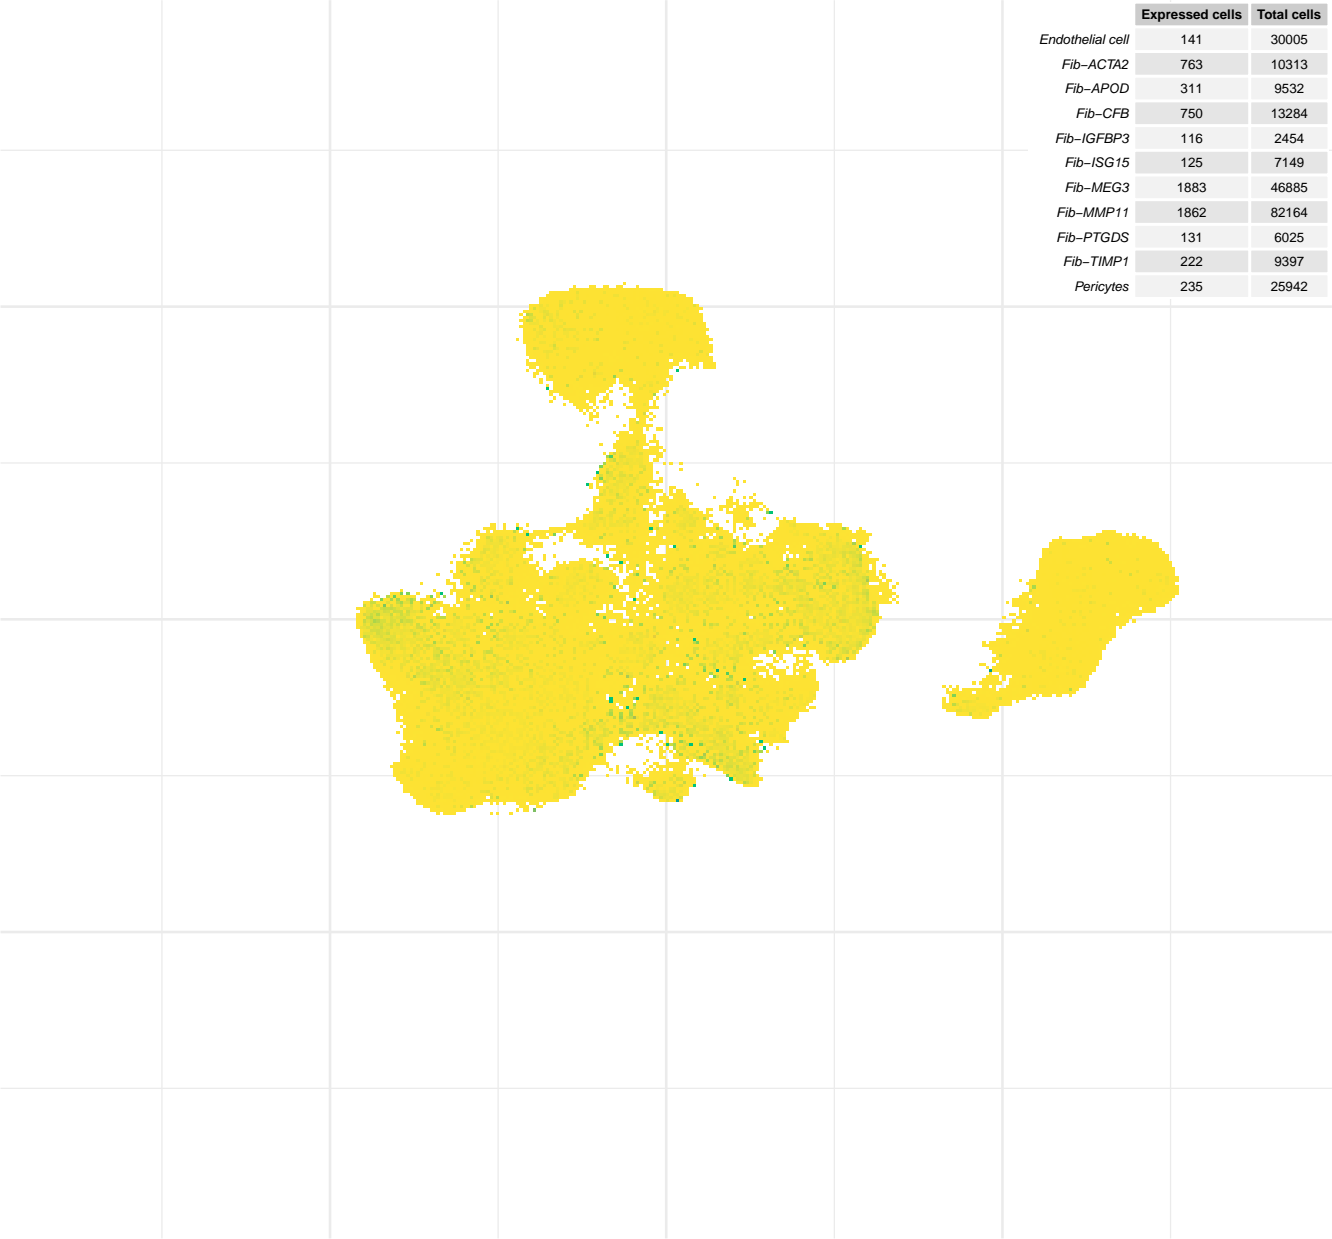 Expressed cells Total cells
Endothelial cell 141 30005
Fib−ACTA2 763 10313
Fib−APOD 311 9532
Fib−CFB 750 13284
Fib−IGFBP3 116 2454
Fib−ISG15 125 7149
Fib−MEG3 1883 46885
Fib−MMP11 1862 82164
Fib−PTGDS 131 6025
Fib−TIMP1 222 9397
Pericytes 235 25942